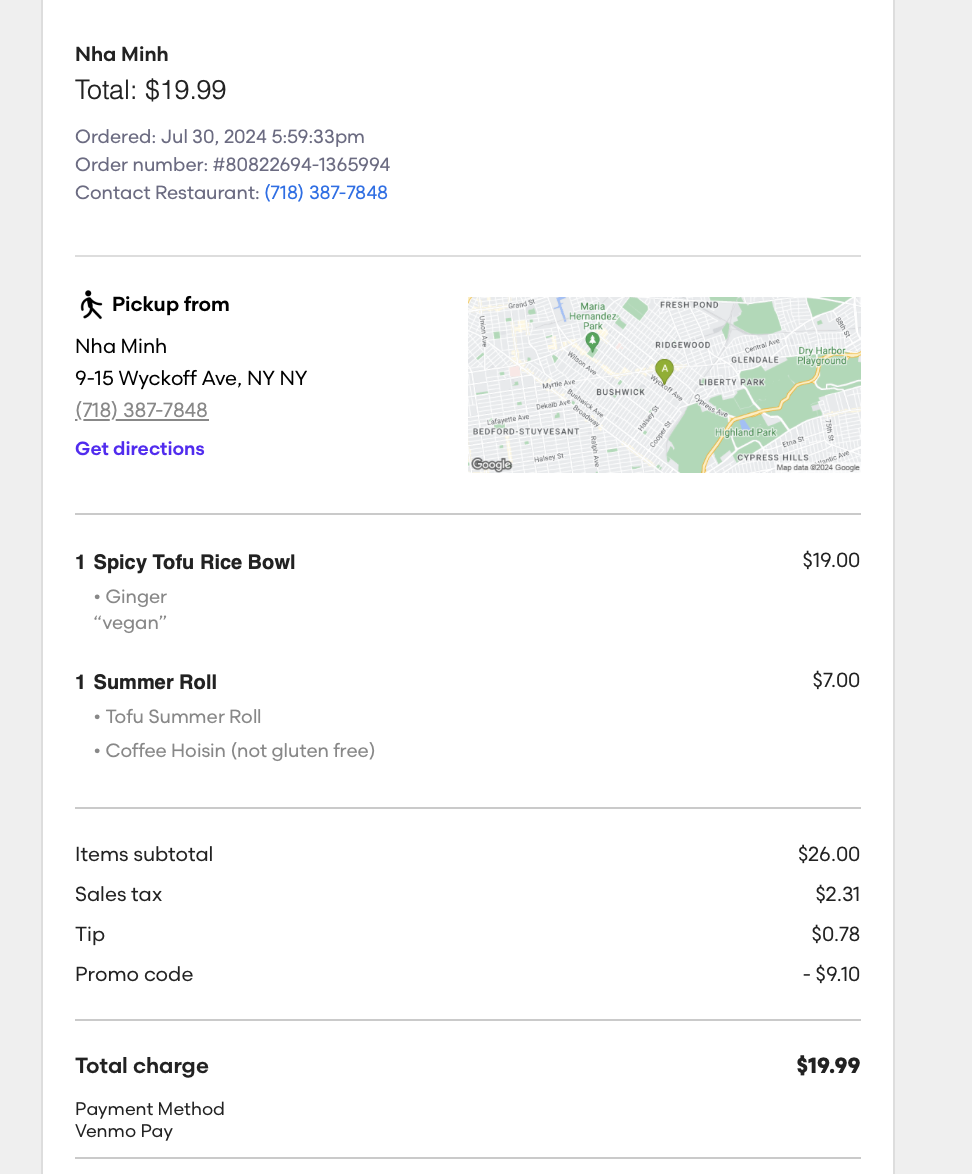 Nha Minh
Total: $19.99
Ordered: Jul 30, 2024 5:59:33pm
Order number: #80822694-1365994
Contact Restaurant: (718) 387-7848
Pickup from
Nha Minh
9-15 Wyckoff Ave, NY NY
(718) 387-7848
Get directions
Grand St
Union Ave
Maria
Hernandez
Park
FRESH POND
88th St
RIDGEWOOD
Central Ave
GLENDALE
Dry Harbor
Playground
Wilson Ave
A
Wyckoff Ave
LIBERTY PARK
Myrtle Ave
BUSHWICK
Bushwick Ave
Dekalb Ave
Broadway
Cypress Ave
Halsey St
Lafayette Ave
BEDFORD-STUYVESANT
Cooper St
Highland Park
Etna St
75th St
Ralph Ave
Halsey St
CYPRESS HILLS
Atlantic Ave
Google
Map data ©2024 Google
1 Spicy Tofu Rice Bowl $19.00
• Ginger
“vegan”
1 Summer Roll $7.00
• Tofu Summer Roll
• Coffee Hoisin (not gluten free)
Items subtotal $26.00
Sales tax $2.31
Tip $0.78
Promo code - $9.10
Total charge $19.99
Payment Method
Venmo Pay